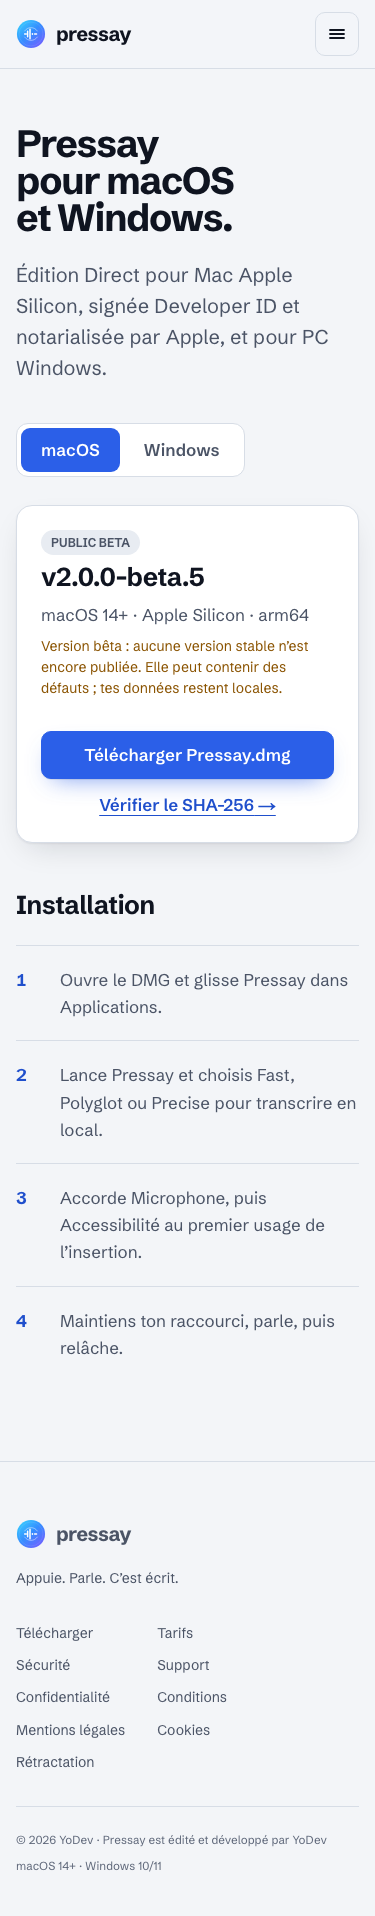 pressay
Pressay
pour macOS
et Windows.
Édition Direct pour Mac Apple
Silicon, signée Developer ID et
notarialisée par Apple, et pour PC
Windows.
macOS
Windows
PUBLIC BETA
v2.0.0-beta.5
macOS 14+ · Apple Silicon · arm64
Version bêta : aucune version stable n’est
encore publiée. Elle peut contenir des
défauts ; tes données restent locales.
Télécharger Pressay.dmg
Vérifier le SHA-256 →
Installation
1 Ouvre le DMG et glisse Pressay dans
Applications.
2 Lance Pressay et choisis Fast,
Polyglot ou Precise pour transcrire en
local.
3 Accorde Microphone, puis
Accessibilité au premier usage de
l’insertion.
4 Maintiens ton raccourci, parle, puis
relâche.
pressay
Appuie. Parle. C’est écrit.
Télécharger Tarifs
Sécurité Support
Confidentialité Conditions
Mentions légales Cookies
Rétractation
© 2026 YoDev · Pressay est édité et développé par YoDev
macOS 14+ · Windows 10/11